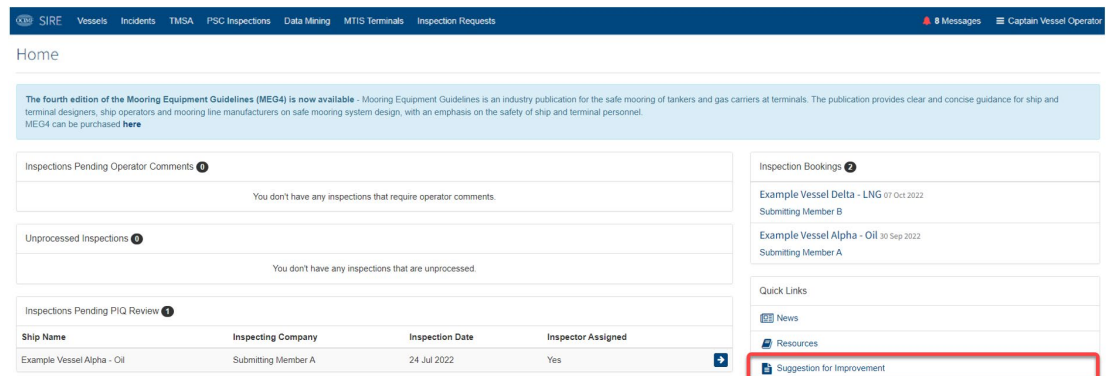 OCIMF SIRE Vessels Incidents TMSA PSC Inspections Data Mining MTIS Terminals Inspection Requests 8 Messages Captain Vessel Operator
Home
The fourth edition of the Mooring Equipment Guidelines (MEG4) is now available - Mooring Equipment Guidelines is an industry publication for the safe mooring of tankers and gas carriers at terminals. The publication provides clear and concise guidance for ship and
terminal designers, ship operators and mooring line manufacturers on safe mooring system design, with an emphasis on the safety of ship and terminal personnel.
MEG4 can be purchased here
Inspections Pending Operator Comments 0
You don't have any inspections that require operator comments.
Unprocessed Inspections 0
You don't have any inspections that are unprocessed.
Inspections Pending PIQ Review 1
Ship Name Inspecting Company Inspection Date Inspector Assigned
Example Vessel Alpha - Oil Submitting Member A 24 Jul 2022 Yes
Inspection Bookings 2
Example Vessel Delta - LNG 07 Oct 2022
Submitting Member B
Example Vessel Alpha - Oil 30 Sep 2022
Submitting Member A
Quick Links
News
Resources
Suggestion for Improvement